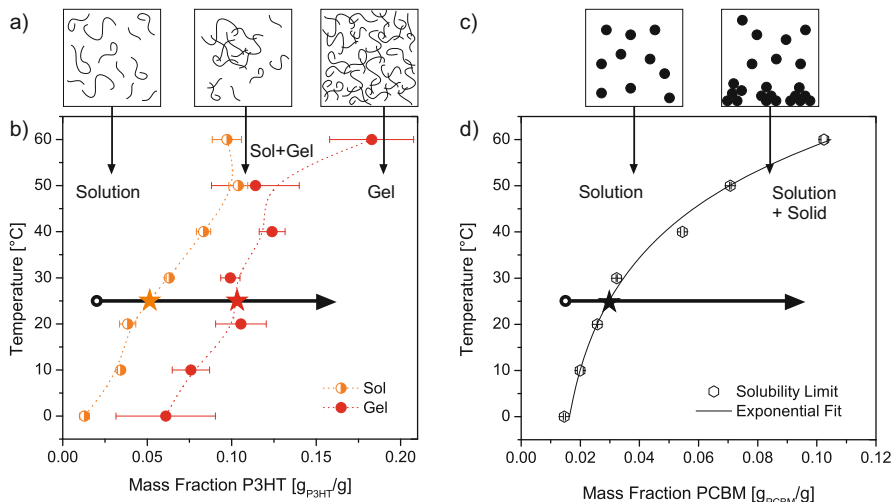 a)
c)
b)
d)
60
50
40
30
20
10
0
Temperature [°C]
Solution
Sol+Gel
Gel
Sol
Gel
0.00
0.05
0.10
0.15
0.20
Mass Fraction P3HT [gP3HT/g]
60
50
40
30
20
10
0
Temperature [°C]
Solution
Solution
+ Solid
Solubility Limit
Exponential Fit
0.00
0.02
0.04
0.06
0.08
0.10
0.12
Mass Fraction PCBM [gPCBM/g]